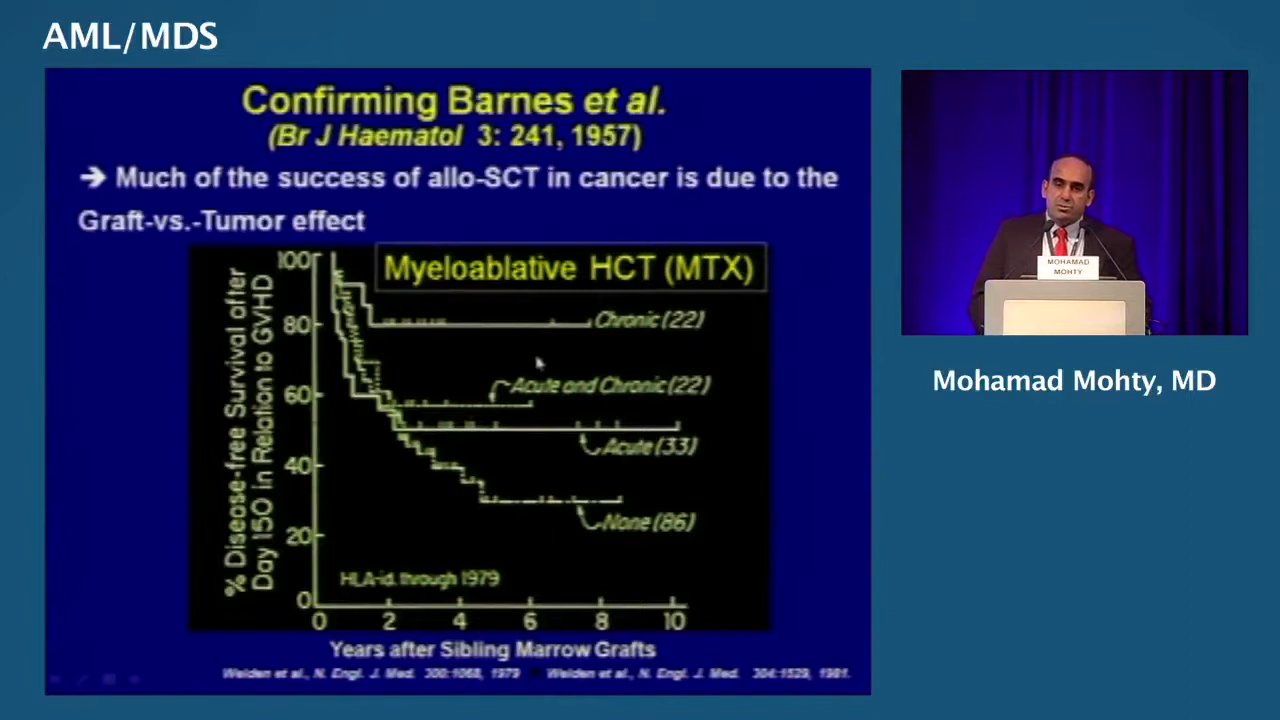 AML/MDS
Confirming Barnes et al.
(Br J Haematol 3: 241, 1957)
➔ Much of the success of allo-SCT in cancer is due to the
Graft-vs.-Tumor effect
Myeloablative HCT (MTX)
% Disease-free Survival after
Day 150 in Relation to GVHD
100
80
60
40
20
0
Chronic (22)
Acute and Chronic (22)
Acute (33)
None (86)
HLA-id. through 1979
0 2 4 6 8 10
Years after Sibling Marrow Grafts
Weiden et al., N. Engl. J. Med. 300:1068, 1979 Weiden et al., N. Engl. J. Med. 304:1529, 1981.
MOHAMAD
MOHTY
Mohamad Mohty, MD